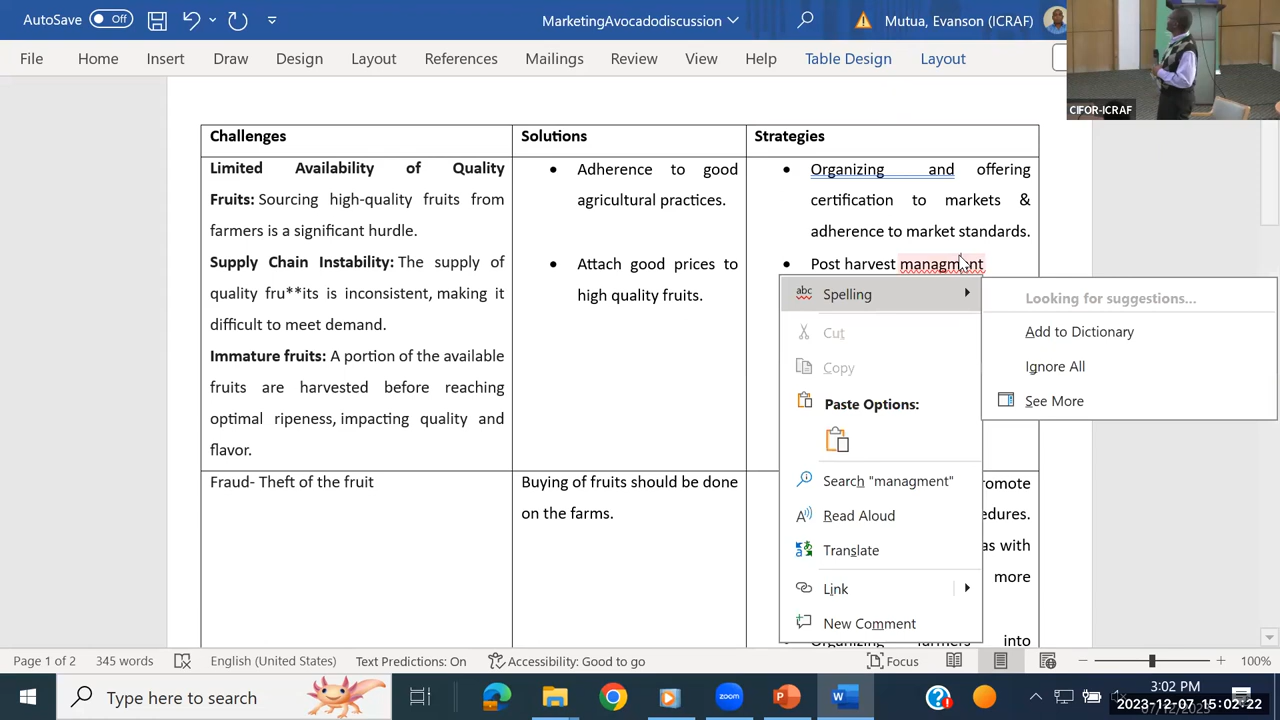 AutoSave Off MarketingAvocadodiscussion Mutua, Evanson (ICRAF)
File Home Insert Draw Design Layout References Mailings Review View Help Table Design Layout
CIFOR-ICRAF
Challenges
Limited Availability of Quality
Fruits: Sourcing high-quality fruits from
farmers is a significant hurdle.
Supply Chain Instability: The supply of
quality fru**its is inconsistent, making it
difficult to meet demand.
Immature fruits: A portion of the available
fruits are harvested before reaching
optimal ripeness, impacting quality and
flavor.
Solutions
• Adherence to good
agricultural practices.
• Attach good prices to
high quality fruits.
Strategies
• Organizing and offering
certification to markets &
adherence to market standards.
• Post harvest managment
abc Spelling
Cut
Copy
Paste Options:
Search "managment"
Read Aloud
Translate
Link
New Comment
Looking for suggestions...
Add to Dictionary
Ignore All
See More
Fraud- Theft of the fruit
Buying of fruits should be done
on the farms.
as with
more
Organizing farmers into
Page 1 of 2 345 words English (United States) Text Predictions: On Accessibility: Good to go Focus 100%
Type here to search
3:02 PM
2023-12-07 15:02:22